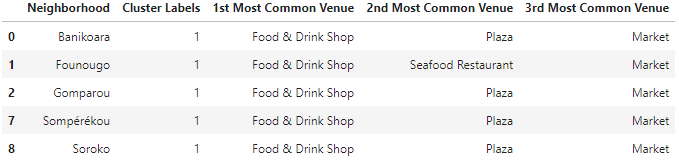 Neighborhood Cluster Labels 1st Most Common Venue 2nd Most Common Venue 3rd Most Common Venue
0 Banikoara 1 Food & Drink Shop Plaza Market
1 Founougo 1 Food & Drink Shop Seafood Restaurant Market
2 Gomparou 1 Food & Drink Shop Plaza Market
7 Sompérékou 1 Food & Drink Shop Plaza Market
8 Soroko 1 Food & Drink Shop Plaza Market